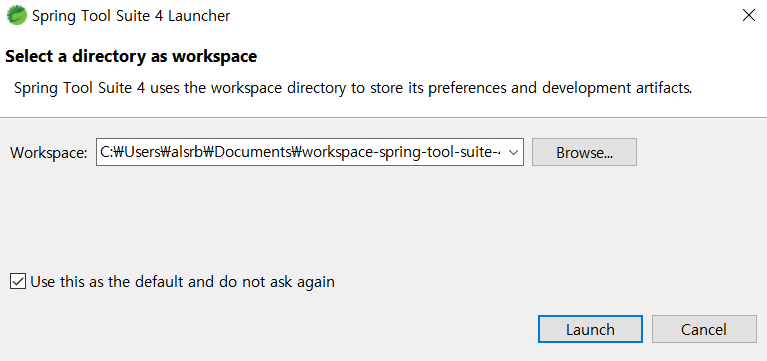 Spring Tool Suite 4 Launcher
Select a directory as workspace
Spring Tool Suite 4 uses the workspace directory to store its preferences and development artifacts.
Workspace: C:₩Users₩alsrb₩Documents₩workspace-spring-tool-suite- Browse...
Use this as the default and do not ask again
Launch Cancel